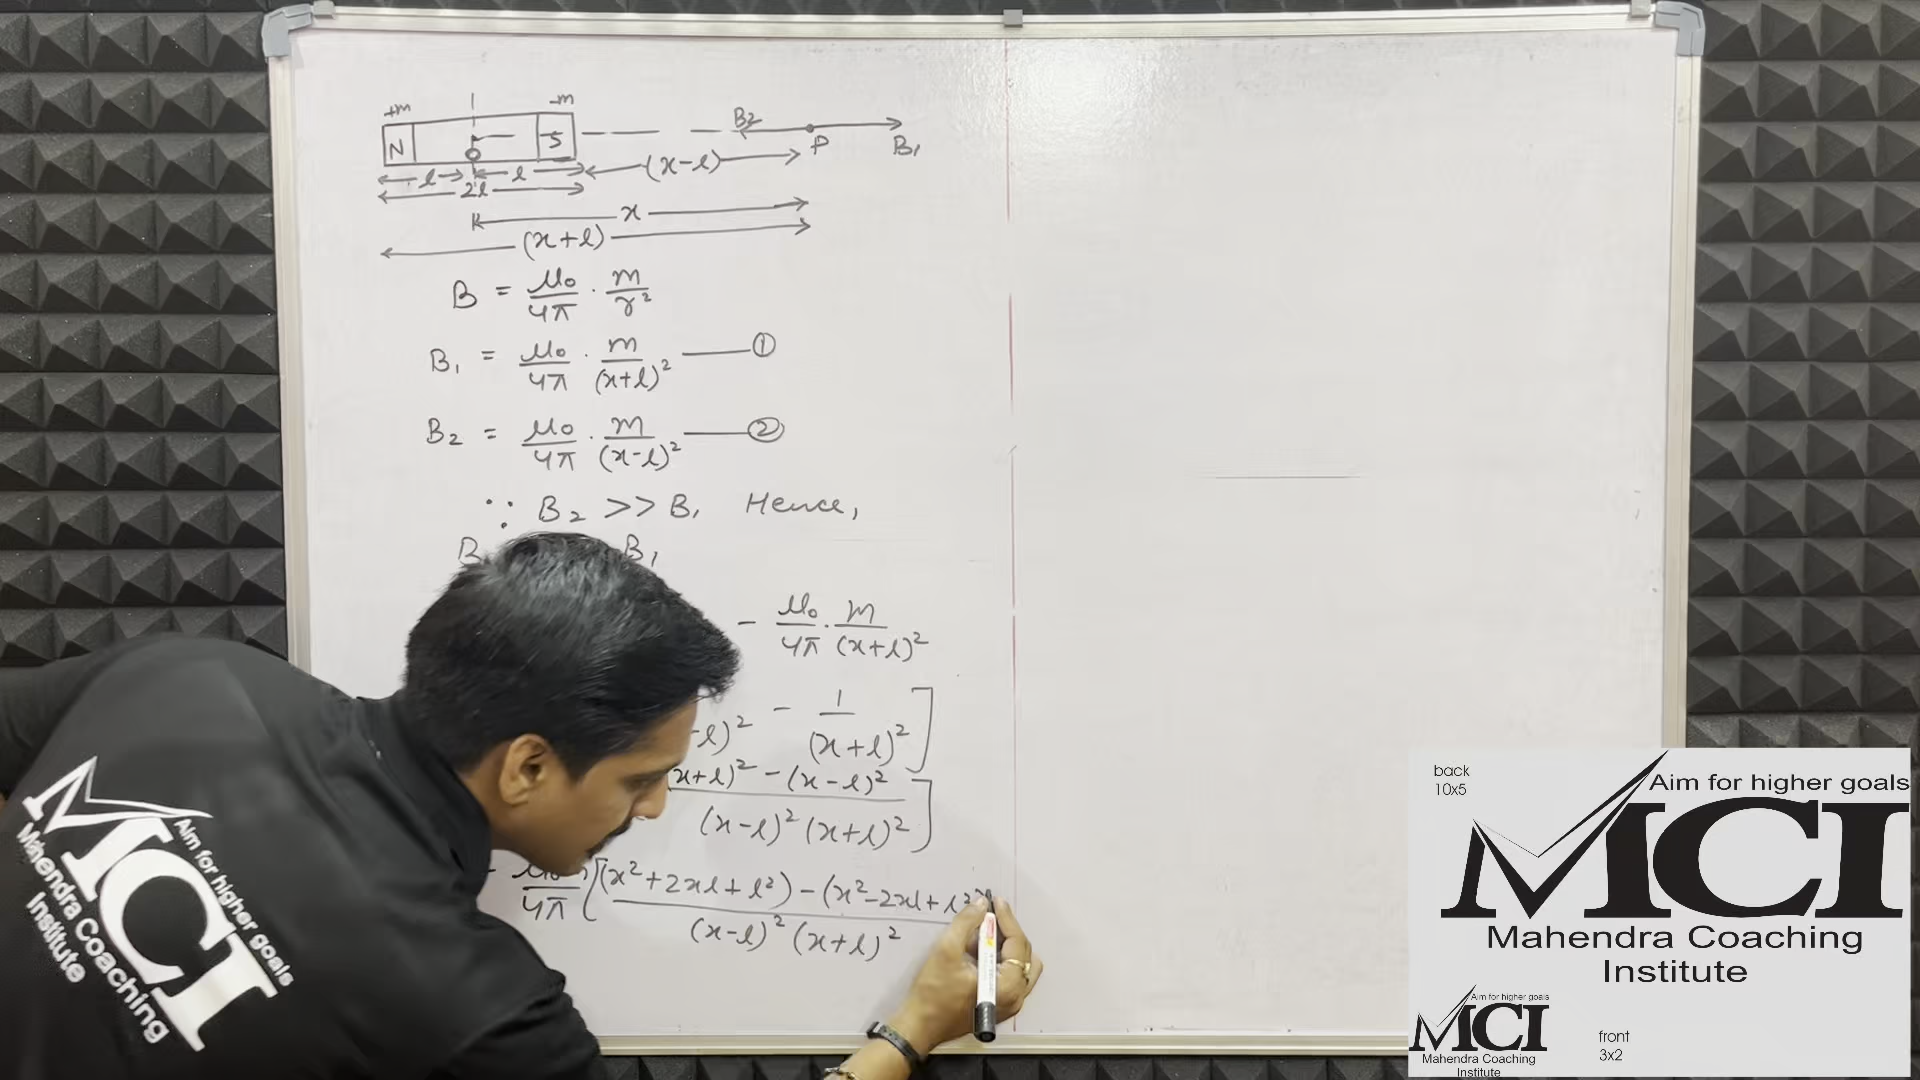 +m -m
N S B2 P B1
l l (x-l)
2l
x
(x+l)
B = μ₀/4π · m/r²
B₁ = μ₀/4π · m/(x+l)² —— ①
B₂ = μ₀/4π · m/(x-l)² —— ②
∵ B₂ >> B₁ Hence,
B B₁
- μ₀/4π · m/(x+l)²
-l)² - 1/(x+l)² ]
x+l)² - (x-l)² / (x-l)² (x+l)² ]
μ₀ m/4π [ (x²+2xl+l²) - (x²-2xl+l²) / (x-l)² (x+l)²
MCI
Aim for higher goals
Mahendra Coaching
Institute
back
10x5
Aim for higher goals
MCI
Mahendra Coaching
Institute
Aim for higher goals
MCI
Mahendra Coaching
Institute
front
3x2